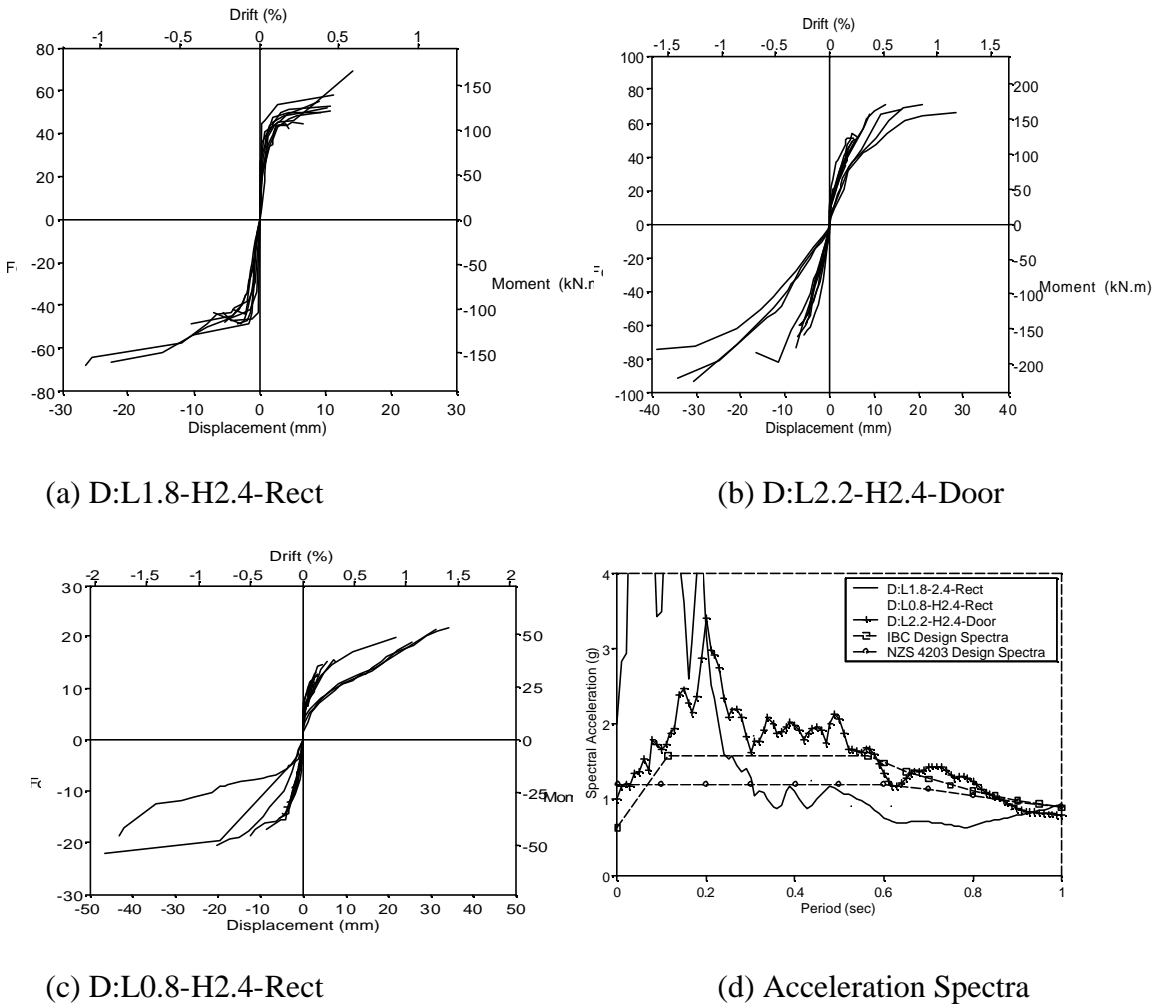 Drift (%)
-1 -0.5 0 0.5 1
80
60
40
20
0
-20
-40
-60
-80
150
100
50
0
-50
-100
-150
Moment (kN.m
-30 -20 -10 0 10 20 30
Displacement (mm)
(a) D:L1.8-H2.4-Rect
Drift (%)
-1.5 -1 -0.5 0 0.5 1 1.5
100
80
60
40
20
0
-20
-40
-60
-80
-100
200
150
100
50
0
-50
-100
-150
-200
Moment (kN.m)
-40 -30 -20 -10 0 10 20 30 40
Displacement (mm)
(b) D:L2.2-H2.4-Door
Drift (%)
-2 -1.5 -1 -0.5 0 0.5 1 1.5 2
30
20
10
0
-10
-20
-30
50
25
0
-25
-50
Mon
-50 -40 -30 -20 -10 0 10 20 30 40 50
Displacement (mm)
(c) D:L0.8-H2.4-Rect
4
3
2
1
0
Spectral Acceleration (g)
D:L1.8-2.4-Rect
D:L0.8-H2.4-Rect
D:L2.2-H2.4-Door
IBC Design Spectra
NZS 4203 Design Spectra
0 0.2 0.4 0.6 0.8 1
Period (sec)
(d) Acceleration Spectra